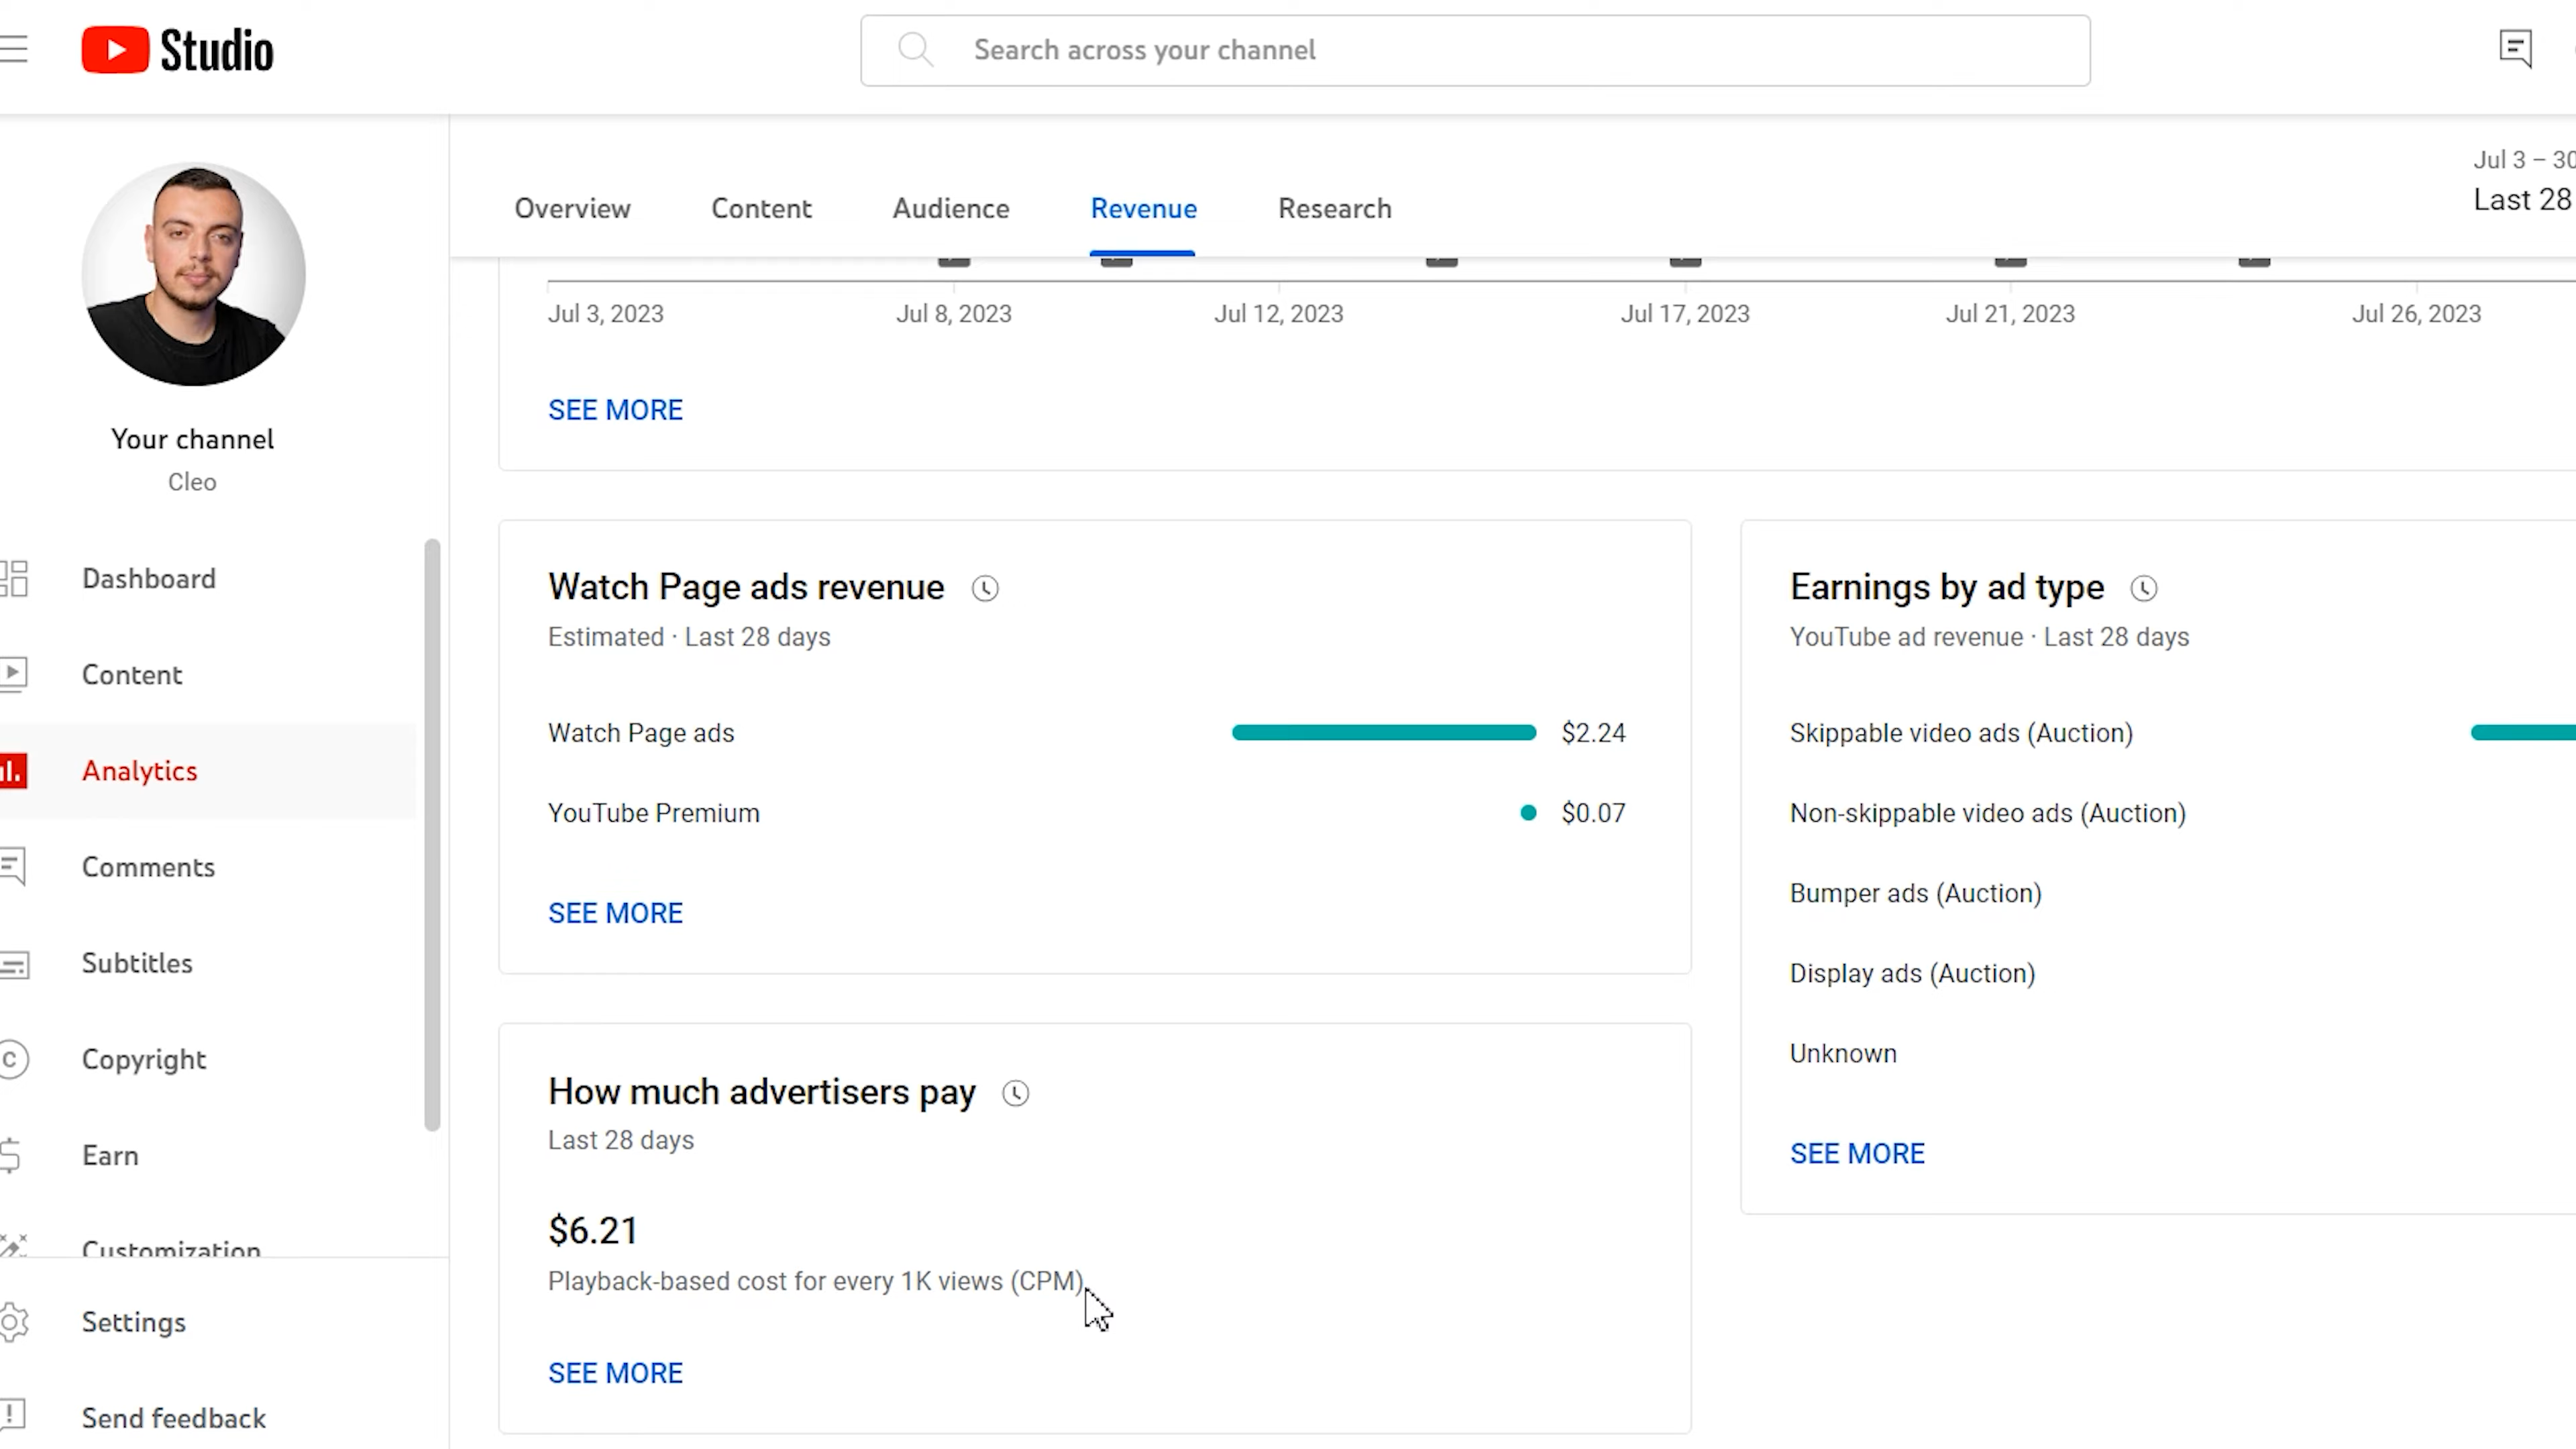 Studio
Search across your channel
Jul 3 – 30
Last 28
Overview
Content
Audience
Revenue
Research
Jul 3, 2023
Jul 8, 2023
Jul 12, 2023
Jul 17, 2023
Jul 21, 2023
Jul 26, 2023
SEE MORE
Your channel
Cleo
Dashboard
Content
Analytics
Comments
Subtitles
Copyright
Earn
Customization
Settings
Send feedback
Watch Page ads revenue
Estimated · Last 28 days
Watch Page ads
$2.24
YouTube Premium
$0.07
SEE MORE
How much advertisers pay
Last 28 days
$6.21
Playback-based cost for every 1K views (CPM)
SEE MORE
Earnings by ad type
YouTube ad revenue · Last 28 days
Skippable video ads (Auction)
Non-skippable video ads (Auction)
Bumper ads (Auction)
Display ads (Auction)
Unknown
SEE MORE